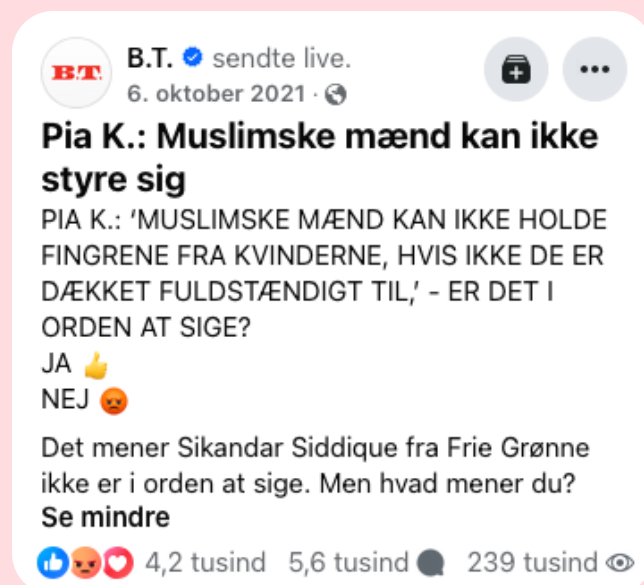 B.T. sendte live.
6. oktober 2021 ·
Pia K.: Muslimske mænd kan ikke
styre sig
PIA K.: ‘MUSLIMSKE MÆND KAN IKKE HOLDE
FINGRENE FRA KVINDERNE, HVIS IKKE DE ER
DÆKKET FULDSTÆNDIGT TIL,’ - ER DET I
ORDEN AT SIGE?
JA 👍
NEJ 😡
Det mener Sikandar Siddique fra Frie Grønne
ikke er i orden at sige. Men hvad mener du?
Se mindre
4,2 tusind 5,6 tusind 239 tusind
B.T.